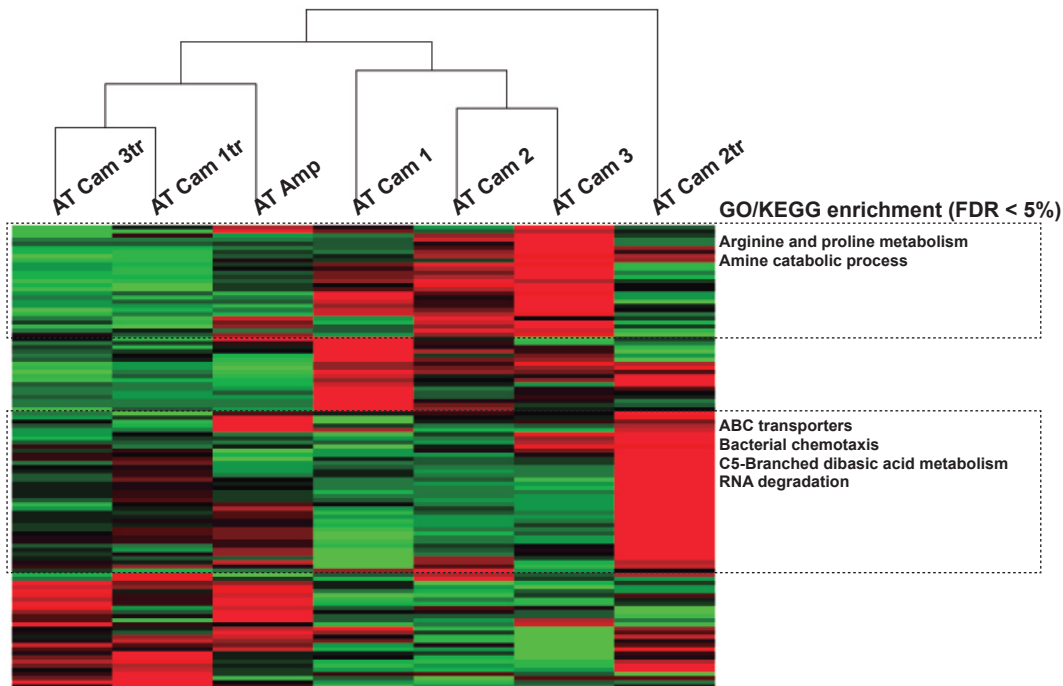 AT Cam 3tr
AT Cam 1tr
AT Amp
AT Cam 1
AT Cam 2
AT Cam 3
AT Cam 2tr
GO/KEGG enrichment (FDR < 5%)
Arginine and proline metabolism
Amine catabolic process
ABC transporters
Bacterial chemotaxis
C5-Branched dibasic acid metabolism
RNA degradation